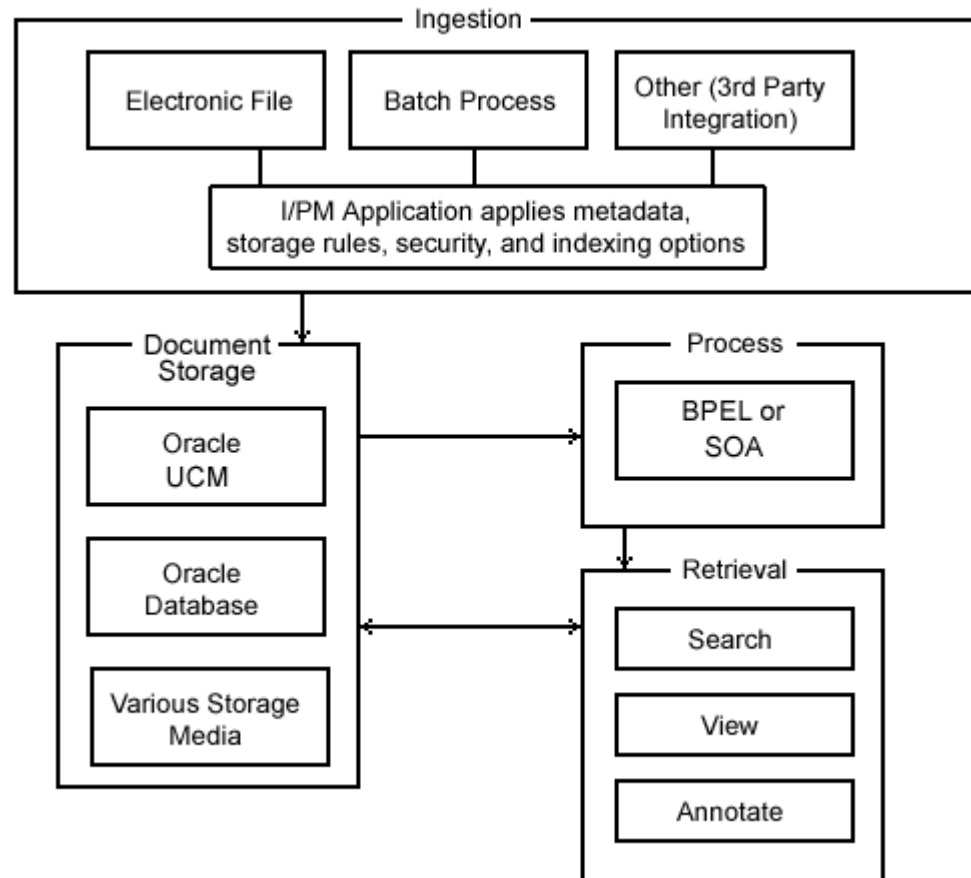 Ingestion
Electronic File
Batch Process
Other (3rd Party
Integration)
I/PM Application applies metadata,
storage rules, security, and indexing options
Document
Storage
Oracle
UCM
Oracle
Database
Various Storage
Media
Process
BPEL or
SOA
Retrieval
Search
View
Annotate